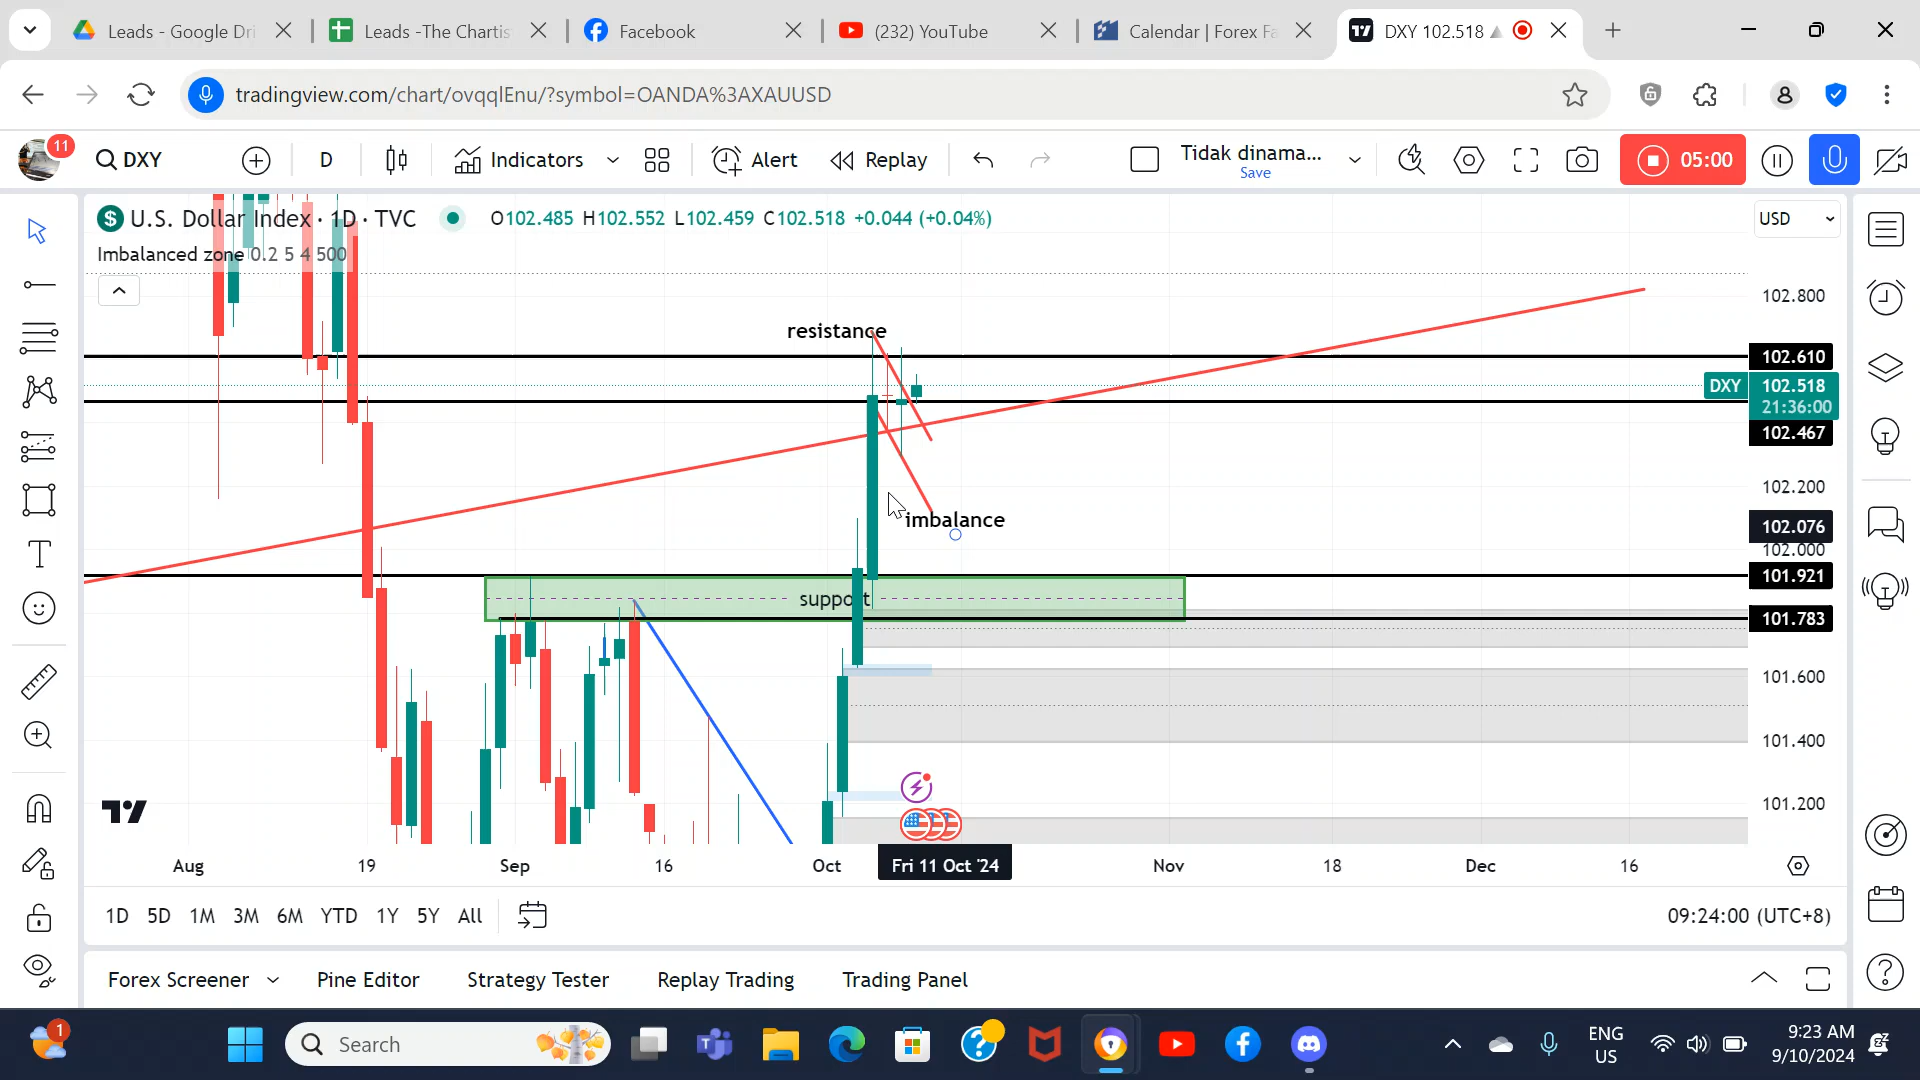 Leads - Google Dri
Leads -The Chartis
Facebook
(232) YouTube
Calendar | Forex Fa
DXY 102.518
tradingview.com/chart/ovqqlEnu/?symbol=OANDA%3AXAUUSD
11
DXY
D
Indicators
Alert
Replay
Tidak dinama...
Save
05:00
U.S. Dollar Index · 1D · TVC
O102.485 H102.552 L102.459 C102.518 +0.044 (+0.04%)
USD
Imbalanced zone 0.2 5 4 500
102.800
resistance
102.610
DXY 102.518
21:36:00
102.467
102.200
imbalance
102.076
102.000
101.921
support
101.783
101.600
101.400
101.200
Aug 19 Sep 16 Oct Fri 11 Oct '24 Nov 18 Dec 16
1D 5D 1M 3M 6M YTD 1Y 5Y All
09:24:00 (UTC+8)
Forex Screener
Pine Editor
Strategy Tester
Replay Trading
Trading Panel
1
Search
ENG
US
9:23 AM
9/10/2024